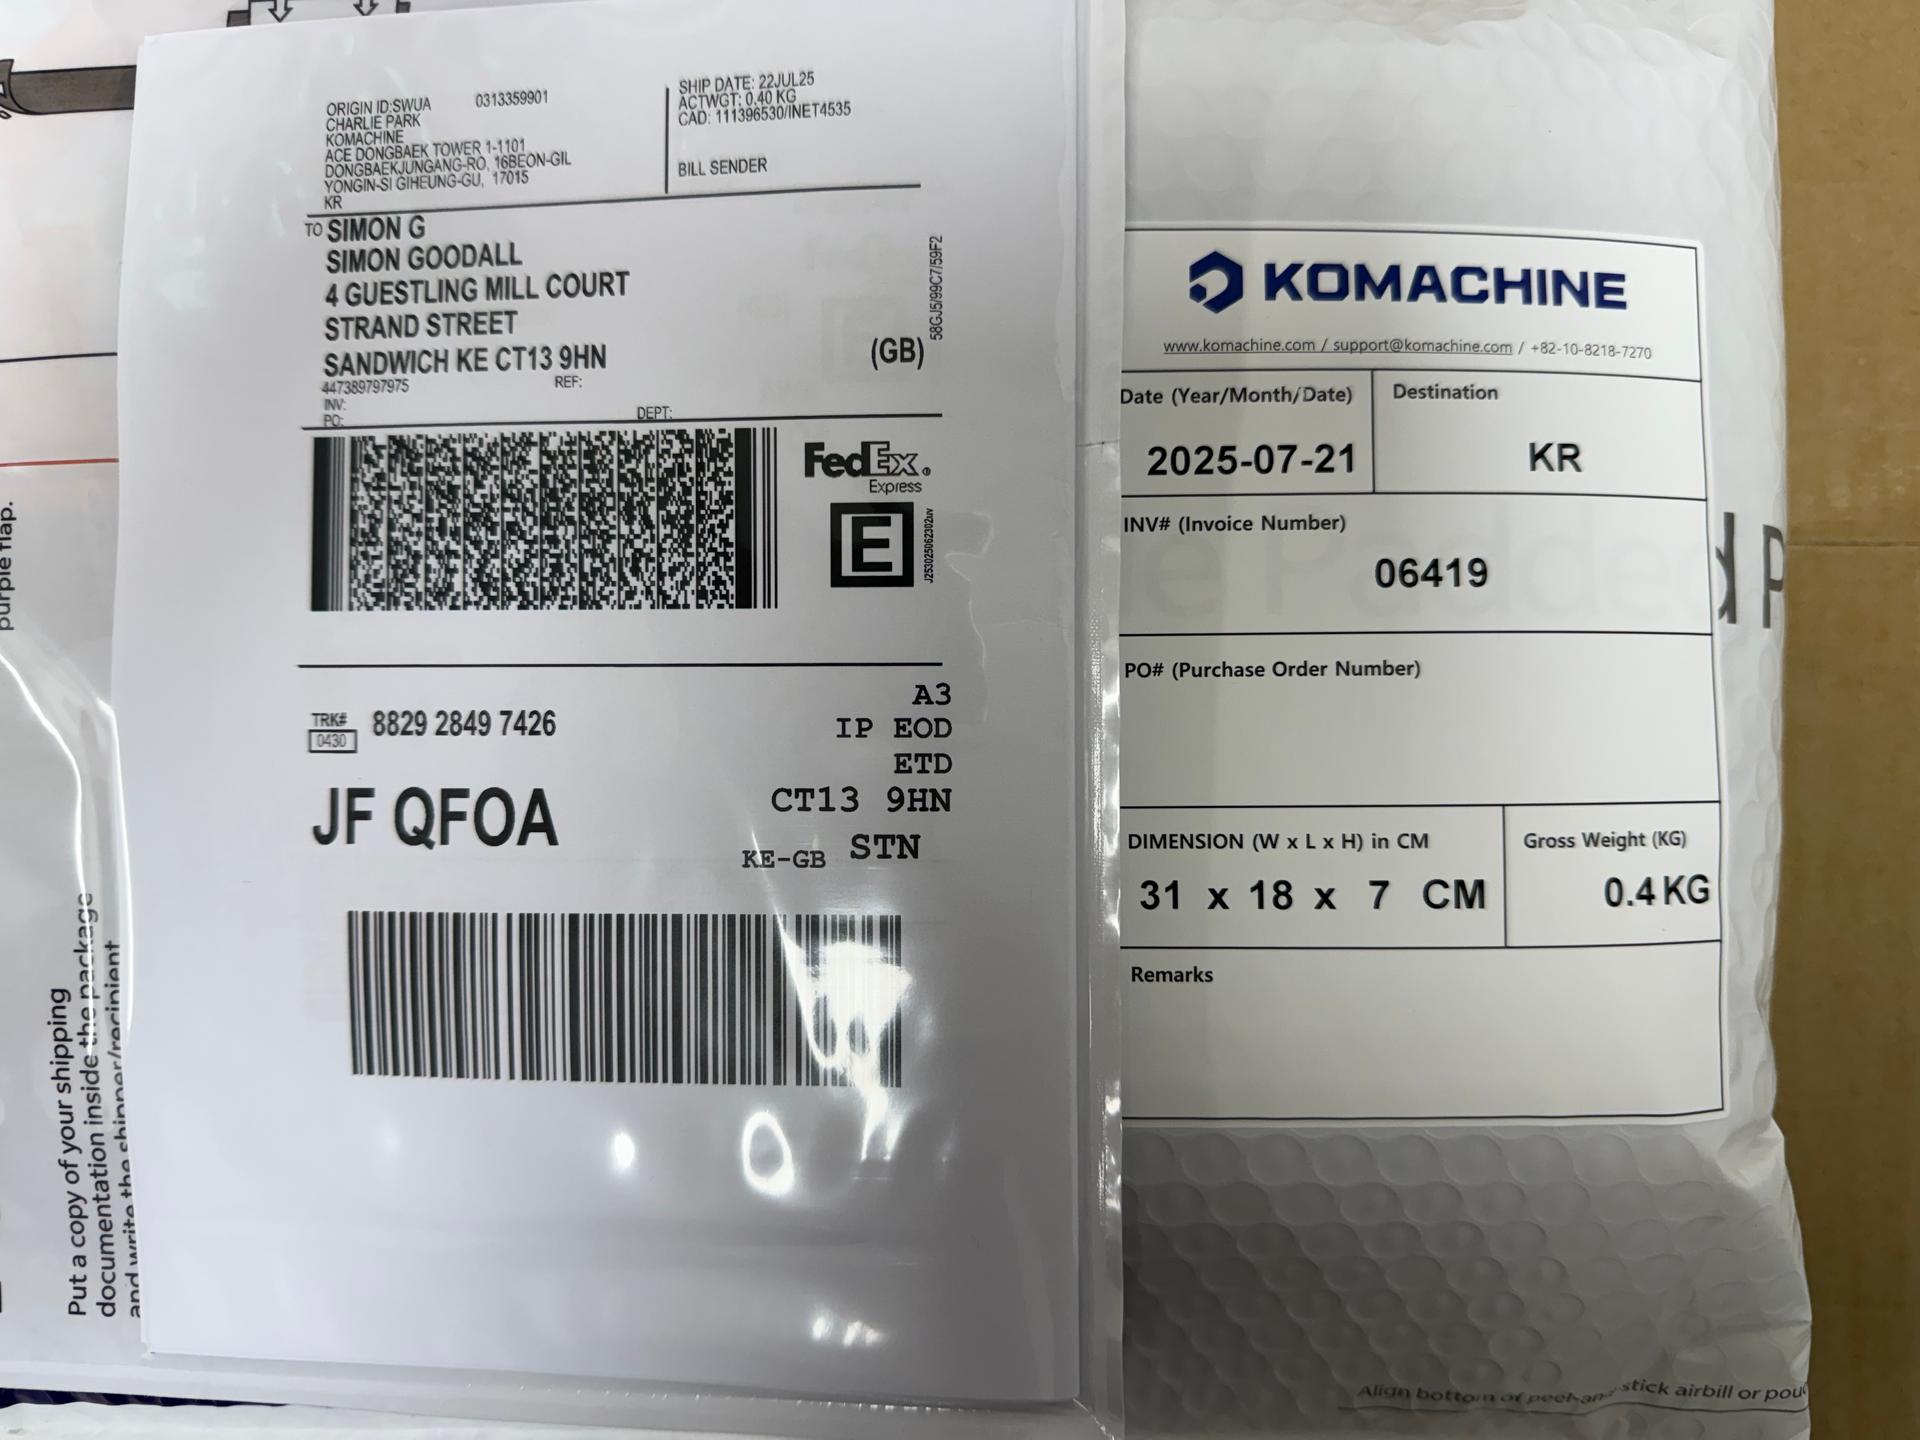 ORIGIN ID:SWUA 0313359901
CHARLIE PARK
KOMACHINE
ACE DONGBAEK TOWER 1-1101
DONGBAEKJUNGANG-RO, 16BEON-GIL
YONGIN-SI GIHEUNG-GU, 17015
KR
SHIP DATE: 22JUL25
ACTWGT: 0.40 KG
CAD: 111396530/INET4535
BILL SENDER
TO SIMON G
SIMON GOODALL
4 GUESTLING MILL COURT
STRAND STREET
SANDWICH KE CT13 9HN
(GB)
447389797975 REF:
INV:
PO: DEPT:
58GJ5/99C7/59F2
FedEx
Express
E
J253025062302uv
TRK# 8829 2849 7426
0430
A3
IP EOD
ETD
CT13 9HN
JF QFOA
KE-GB STN
KOMACHINE
www.komachine.com / support@komachine.com / +82-10-8218-7270
Date (Year/Month/Date) Destination
2025-07-21 KR
INV# (Invoice Number)
06419
PO# (Purchase Order Number)
DIMENSION (W x L x H) in CM Gross Weight (KG)
31 x 18 x 7 CM 0.4 KG
Remarks
purple flap.
Put a copy of your shipping
documentation inside the package
and write the shipper/recipient
Align bottom of peel-and-stick airbill or pou